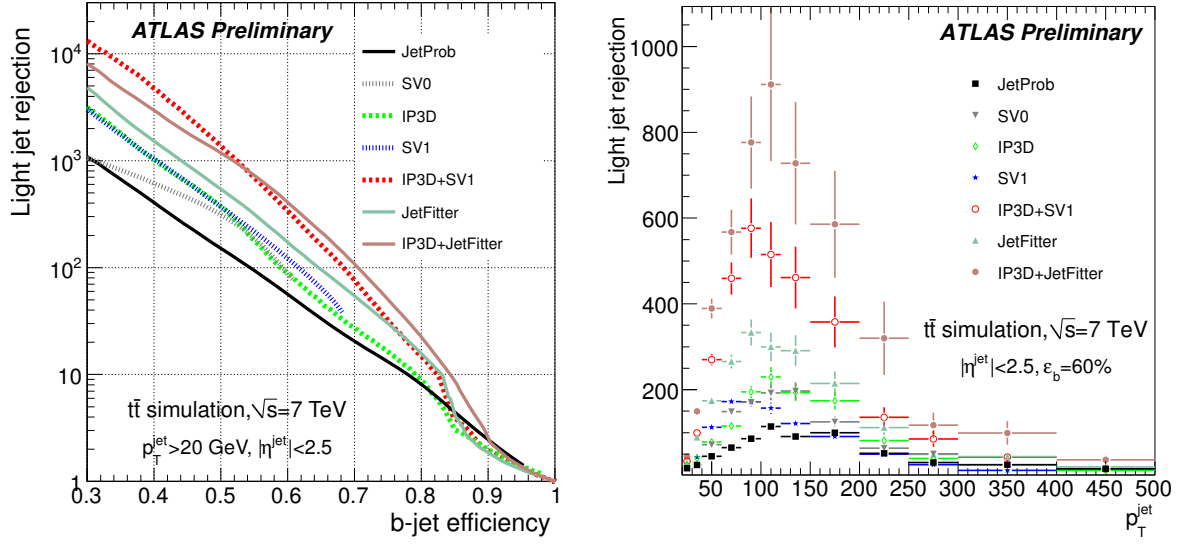 ATLAS Preliminary
Light jet rejection
10⁴
10³
10²
10
1
JetProb
SV0
IP3D
SV1
IP3D+SV1
JetFitter
IP3D+JetFitter
tt̄ simulation,√s=7 TeV
p_T^jet>20 GeV, |η^jet|<2.5
0.3 0.4 0.5 0.6 0.7 0.8 0.9 1
b-jet efficiency
ATLAS Preliminary
Light jet rejection
1000
800
600
400
200
JetProb
SV0
IP3D
SV1
IP3D+SV1
JetFitter
IP3D+JetFitter
tt̄ simulation,√s=7 TeV
|η^jet|<2.5, ε_b=60%
50 100 150 200 250 300 350 400 450 500
p_T^jet